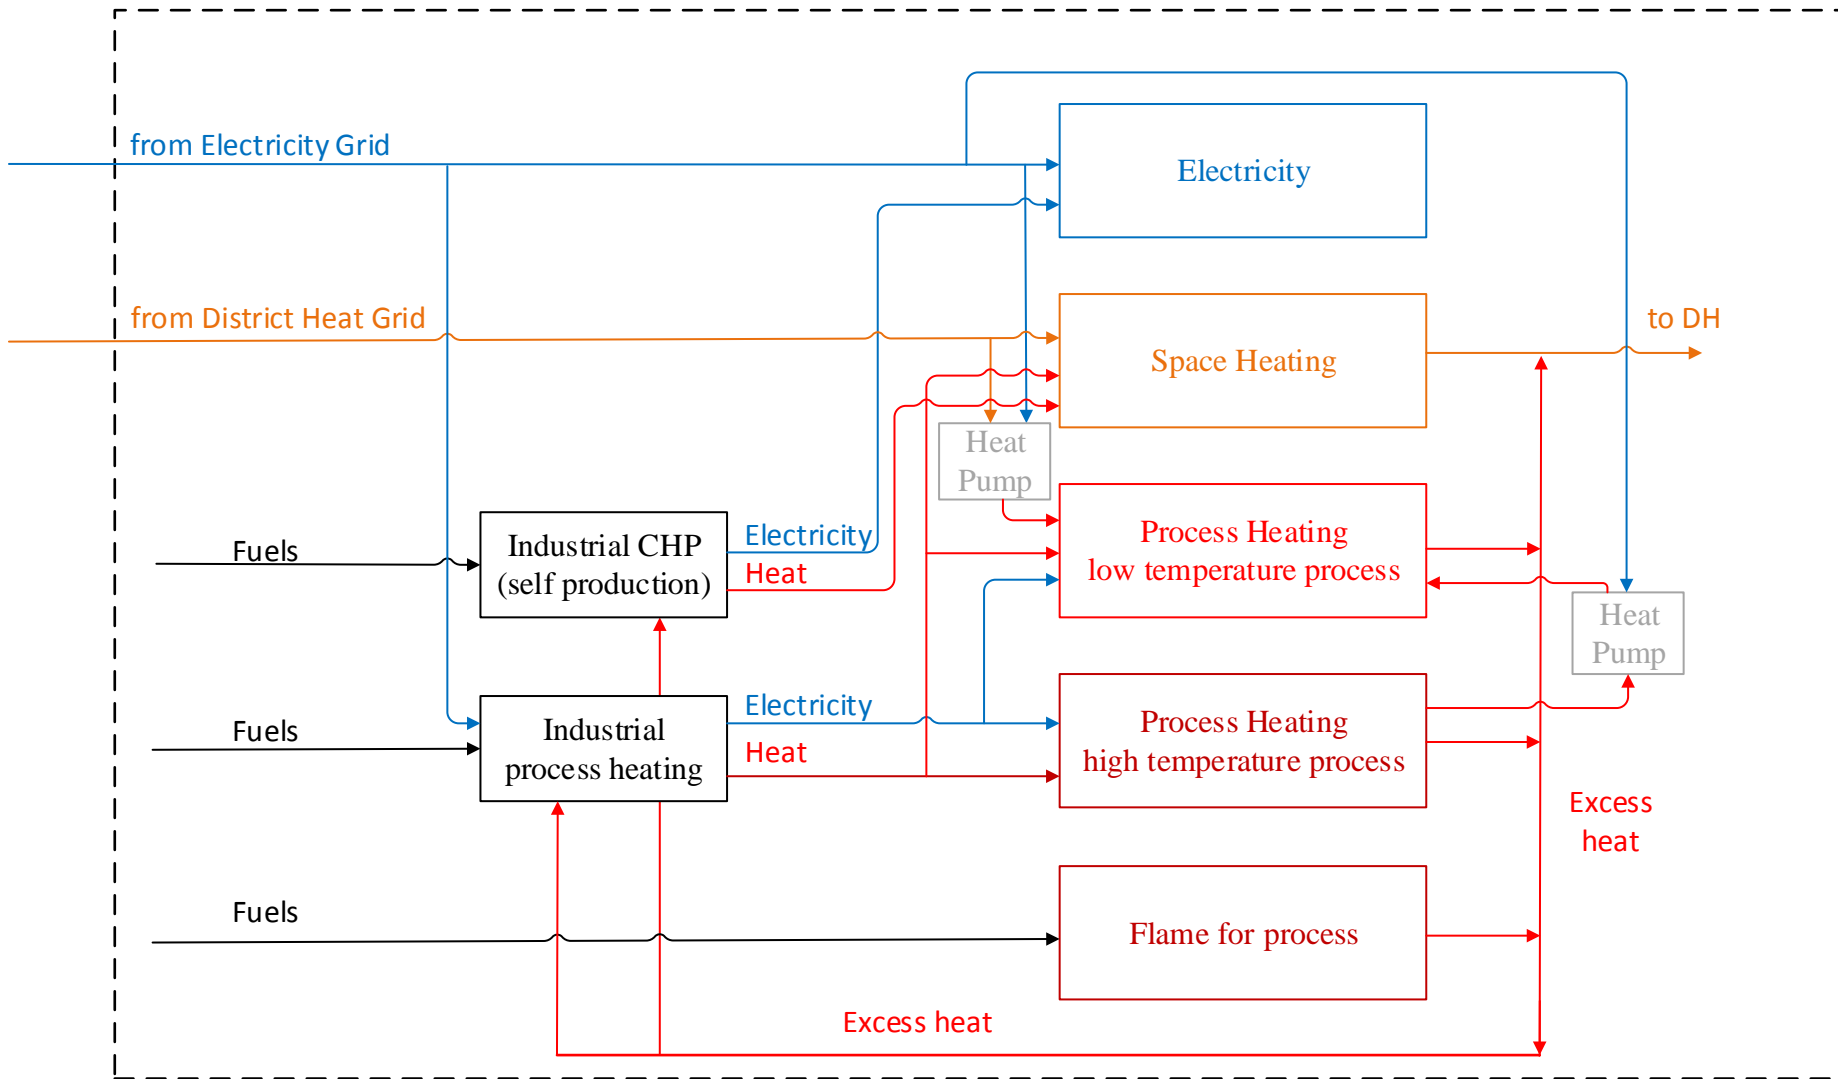 from Electricity Grid
Electricity
from District Heat Grid
to DH
Space Heating
Heat
Pump
Fuels
Industrial CHP
(self production)
Electricity
Heat
Process Heating
low temperature process
Heat
Pump
Fuels
Industrial
process heating
Electricity
Heat
Process Heating
high temperature process
Excess
heat
Fuels
Flame for process
Excess heat